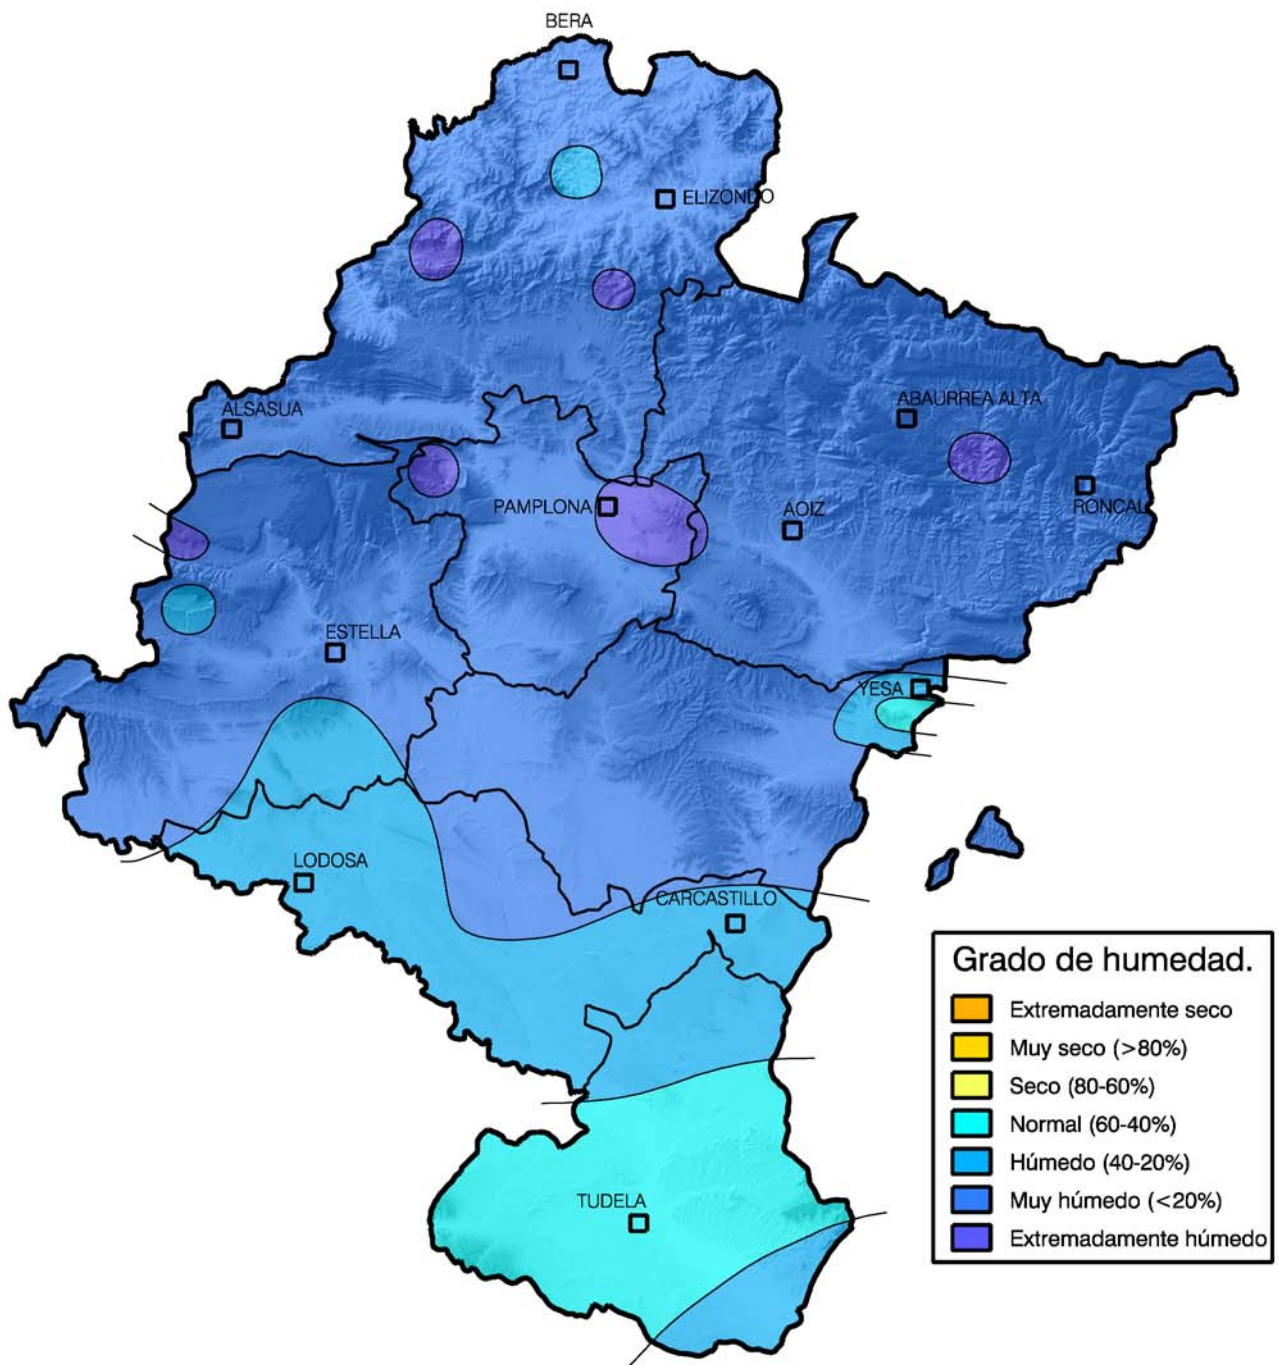 BERA
ELIZONDO
ALSASUA
ABAURREA ALTA
PAMPLONA
AOIZ
RONCAL
ESTELLA
YESA
LODOSA
CARCASTILLO
TUDELA
Grado de humedad.
Extremadamente seco
Muy seco (>80%)
Seco (80-60%)
Normal (60-40%)
Húmedo (40-20%)
Muy húmedo (<20%)
Extremadamente húmedo